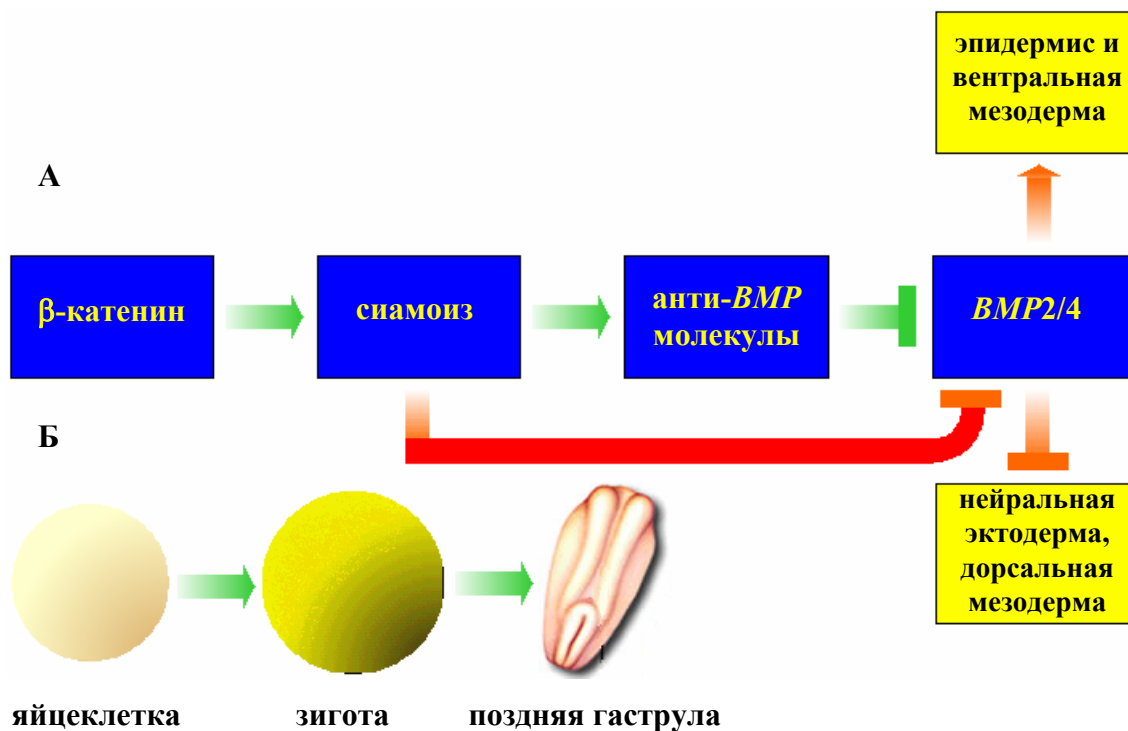 эпидермис и
вентральная
мезодерма
А
β-катенин
сиамоиз
анти-BMP
молекулы
BMP2/4
Б
нейральная
эктодерма,
дорсальная
мезодерма
яйцеклетка
зигота
поздняя гаструла